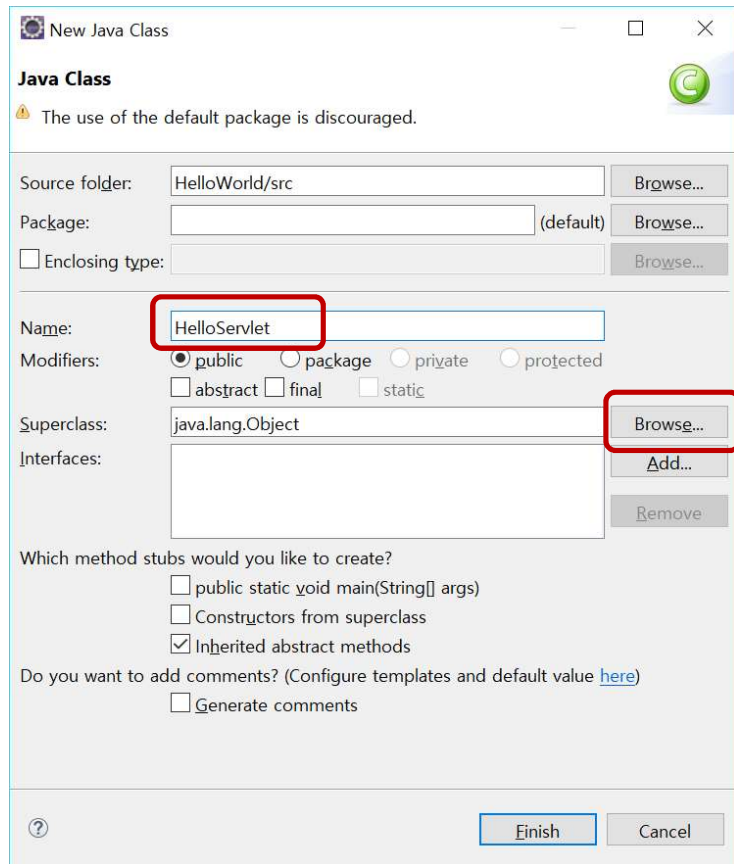 New Java Class
Java Class
The use of the default package is discouraged.
Source folder: HelloWorld/src Browse...
Package: (default) Browse...
Enclosing type: Browse...
Name: HelloServlet
Modifiers: public package private protected
abstract final static
Superclass: java.lang.Object Browse...
Interfaces: Add...
Remove
Which method stubs would you like to create?
public static void main(String[] args)
Constructors from superclass
Inherited abstract methods
Do you want to add comments? (Configure templates and default value here)
Generate comments
Finish Cancel